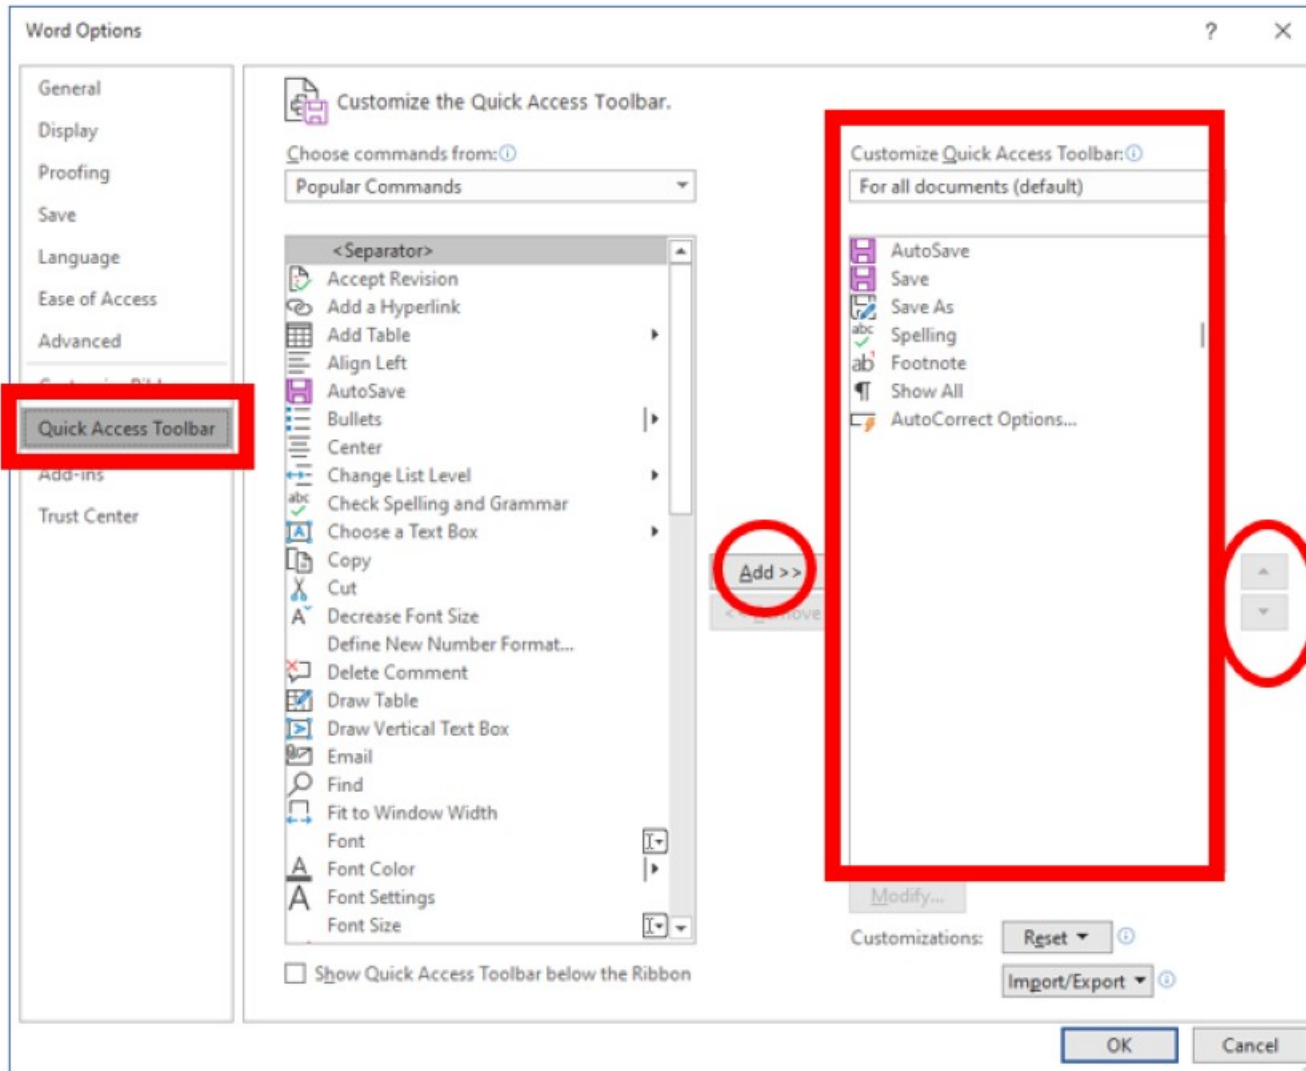 Word Options
?
General
Display
Proofing
Save
Language
Ease of Access
Advanced
Quick Access Toolbar
Add-ins
Trust Center
Customize the Quick Access Toolbar.
Choose commands from:
Popular Commands
<Separator>
Accept Revision
Add a Hyperlink
Add Table
Align Left
AutoSave
Bullets
Center
Change List Level
Check Spelling and Grammar
Choose a Text Box
Copy
Cut
Decrease Font Size
Define New Number Format...
Delete Comment
Draw Table
Draw Vertical Text Box
Email
Find
Fit to Window Width
Font
Font Color
Font Settings
Font Size
Show Quick Access Toolbar below the Ribbon
Add >>
Customize Quick Access Toolbar:
For all documents (default)
AutoSave
Save
Save As
Spelling
Footnote
Show All
AutoCorrect Options...
Modify...
Customizations:
Reset
Import/Export
OK
Cancel